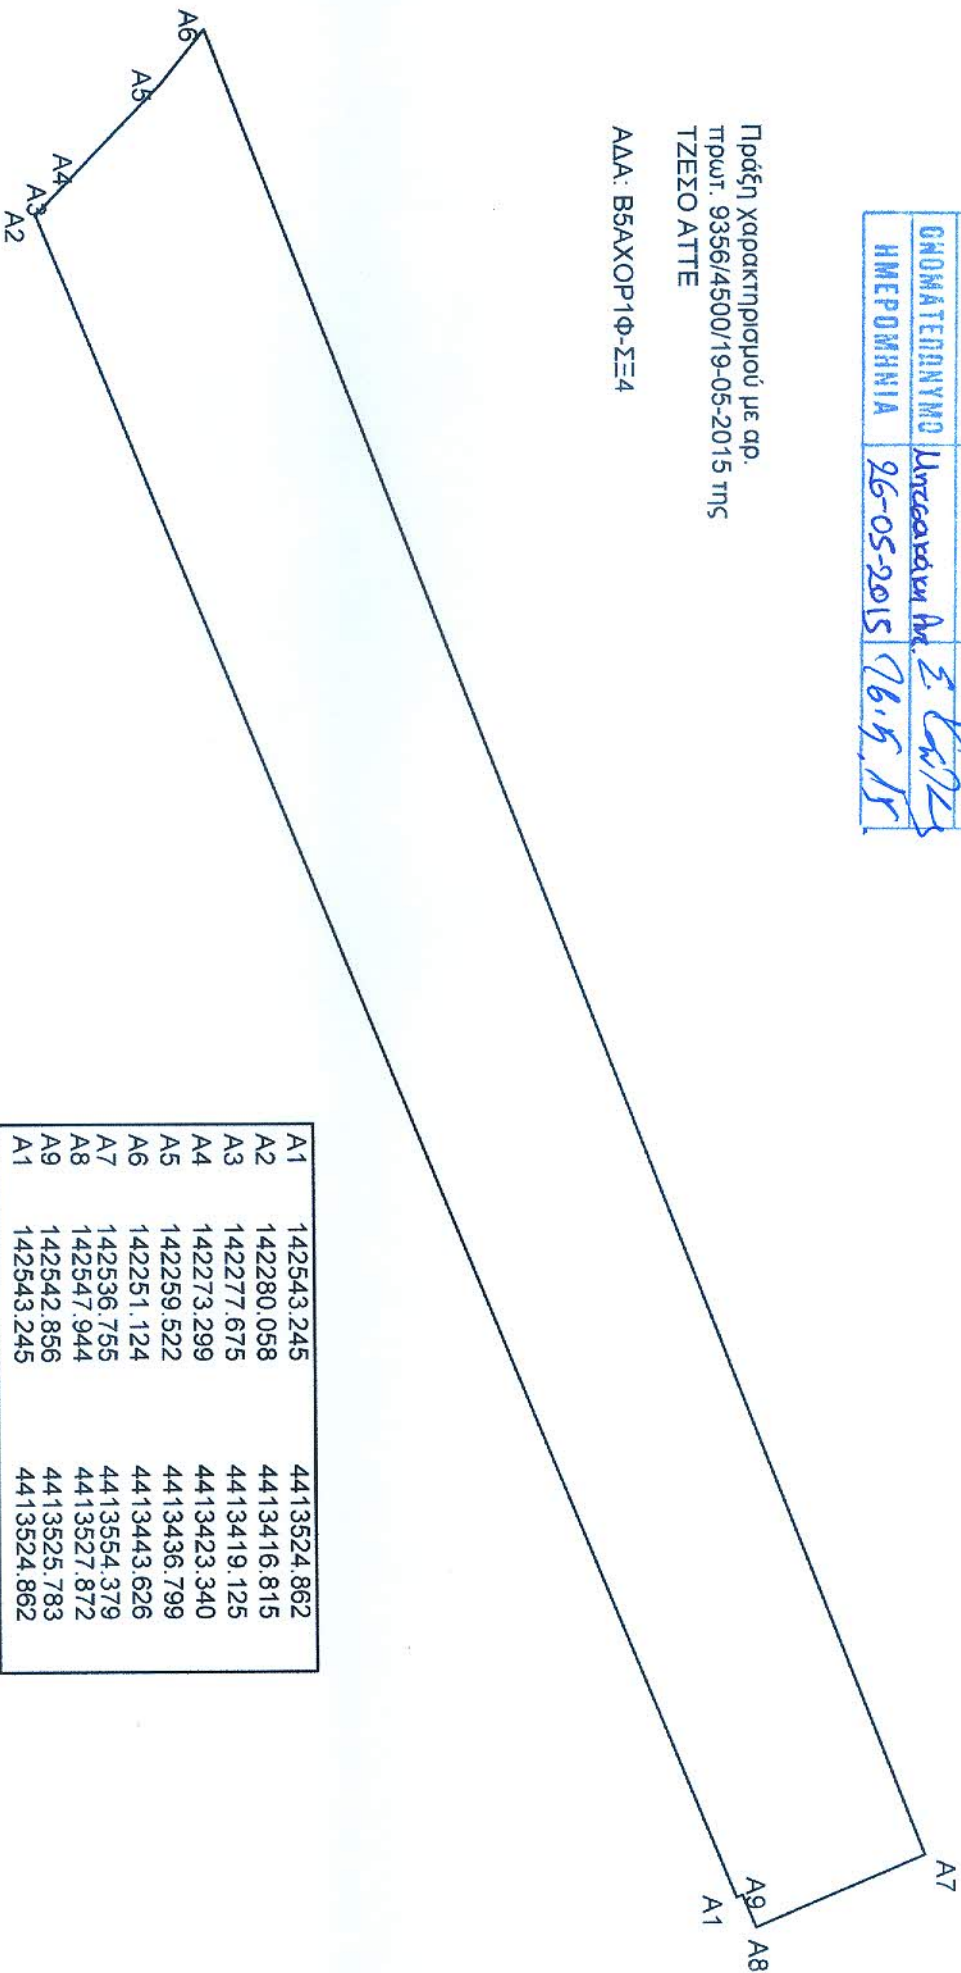 ΟΝΟΜΑΤΕΠΩΝΥΜΟ
ΗΜΕΡΟΜΗΝΙΑ 26-05-2015
Πράξη χαρακτηρισμού με αρ.
πρωτ. 9356/4500/19-05-2015 της
ΤΖΕΣΟ ΑΤΤΕ
ΑΔΑ: Β5ΑΧΟΡ1Φ-ΣΞ4
A6
A5
A4
A3
A2
A7
A9
A8
A1
A1 142543.245 4413524.862
A2 142280.058 4413416.815
A3 142277.675 4413419.125
A4 142273.299 4413423.340
A5 142259.522 4413436.799
A6 142251.124 4413443.626
A7 142536.755 4413554.379
A8 142547.944 4413527.872
A9 142542.856 4413525.783
A1 142543.245 4413524.862